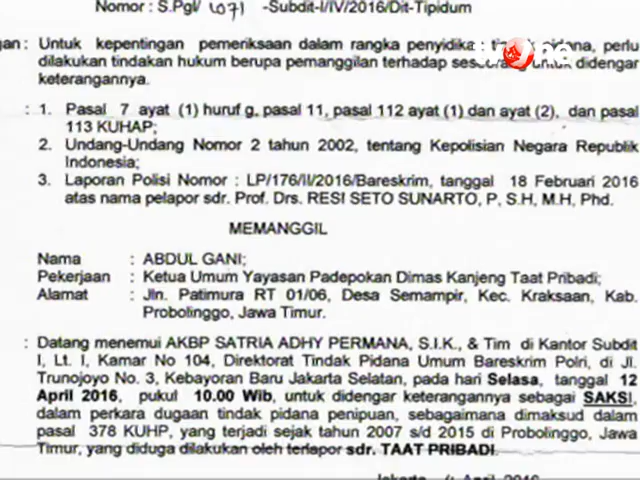 Nomor : S.Pgl/ 1071 -Subdit-I/IV/2016/Dit-Tipidum
: Untuk kepentingan pemeriksaan dalam rangka penyidikan pidana, perlu
dilakukan tindakan hukum berupa pemanggilan terhadap seseorang untuk didengar
keterangannya.
: 1. Pasal 7 ayat (1) huruf g, pasal 11, pasal 112 ayat (1) dan ayat (2), dan pasal
113 KUHAP;
2. Undang-Undang Nomor 2 tahun 2002, tentang Kepolisian Negara Republik
Indonesia;
3. Laporan Polisi Nomor : LP/176/II/2016/Bareskrim, tanggal 18 Februari 2016
atas nama pelapor sdr. Prof. Drs. RESI SETO SUNARTO, P, S.H, M.H, Phd.
MEMANGGIL
Nama : ABDUL GANI;
Pekerjaan : Ketua Umum Yayasan Padepokan Dimas Kanjeng Taat Pribadi;
Alamat : Jln. Patimura RT 01/06, Desa Semampir, Kec. Kraksaan, Kab.
Probolinggo, Jawa Timur.
: Datang menemui AKBP SATRIA ADHY PERMANA, S.I.K., & Tim di Kantor Subdit
I, Lt. I, Kamar No 104, Direktorat Tindak Pidana Umum Bareskrim Polri, di Jl.
Trunojoyo No. 3, Kebayoran Baru Jakarta Selatan, pada hari Selasa, tanggal 12
April 2016, pukul 10.00 Wib, untuk didengar keterangannya sebagai SAKSI,
dalam perkara dugaan tindak pidana penipuan, sebagaimana dimaksud dalam
pasal 378 KUHP, yang terjadi sejak tahun 2007 s/d 2015 di Probolinggo, Jawa
Timur, yang diduga dilakukan oleh terlapor sdr. TAAT PRIBADI.
April 2016